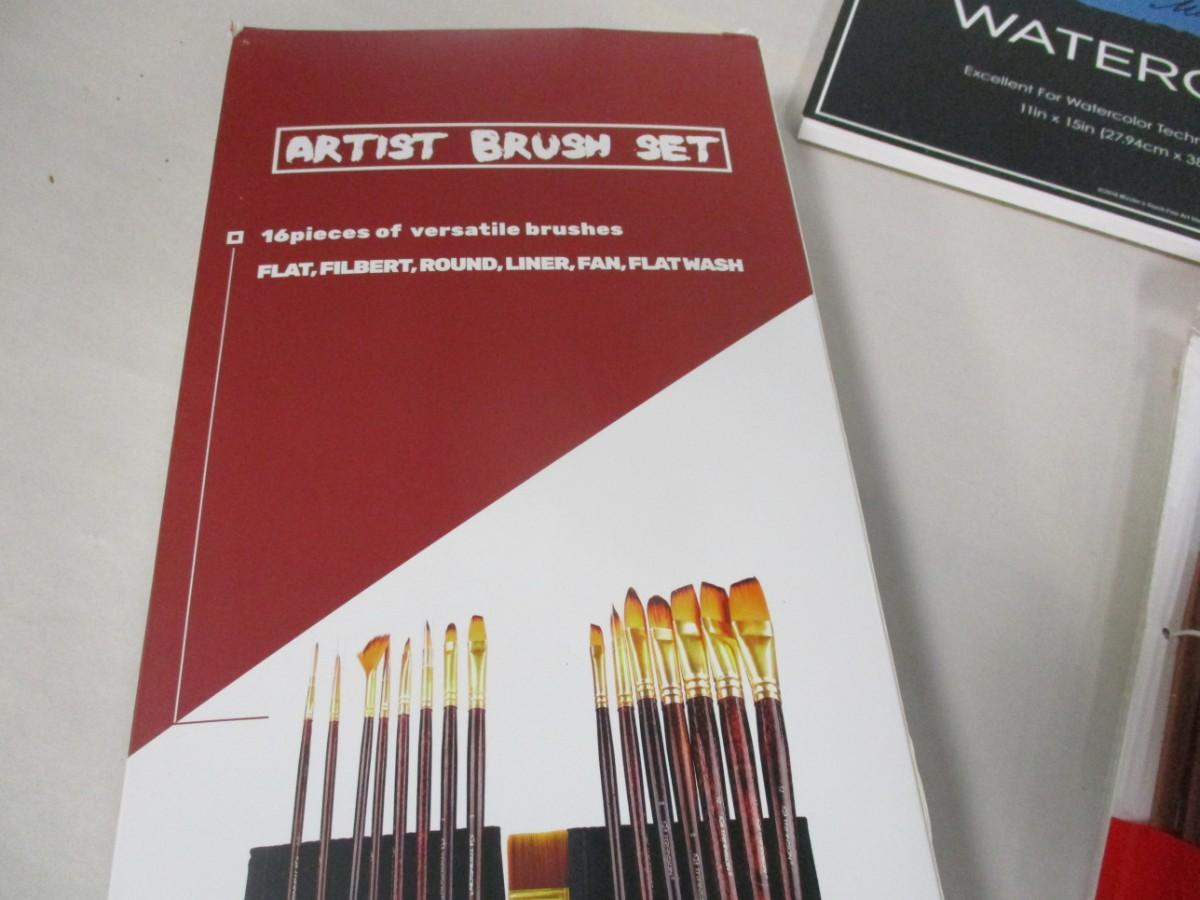 ARTIST BRUSH SET
16pieces of versatile brushes
FLAT, FILBERT, ROUND, LINER, FAN, FLAT WASH
WATERC
Excellent For Watercolor Techn
11in x 15in (27.94cm x 38